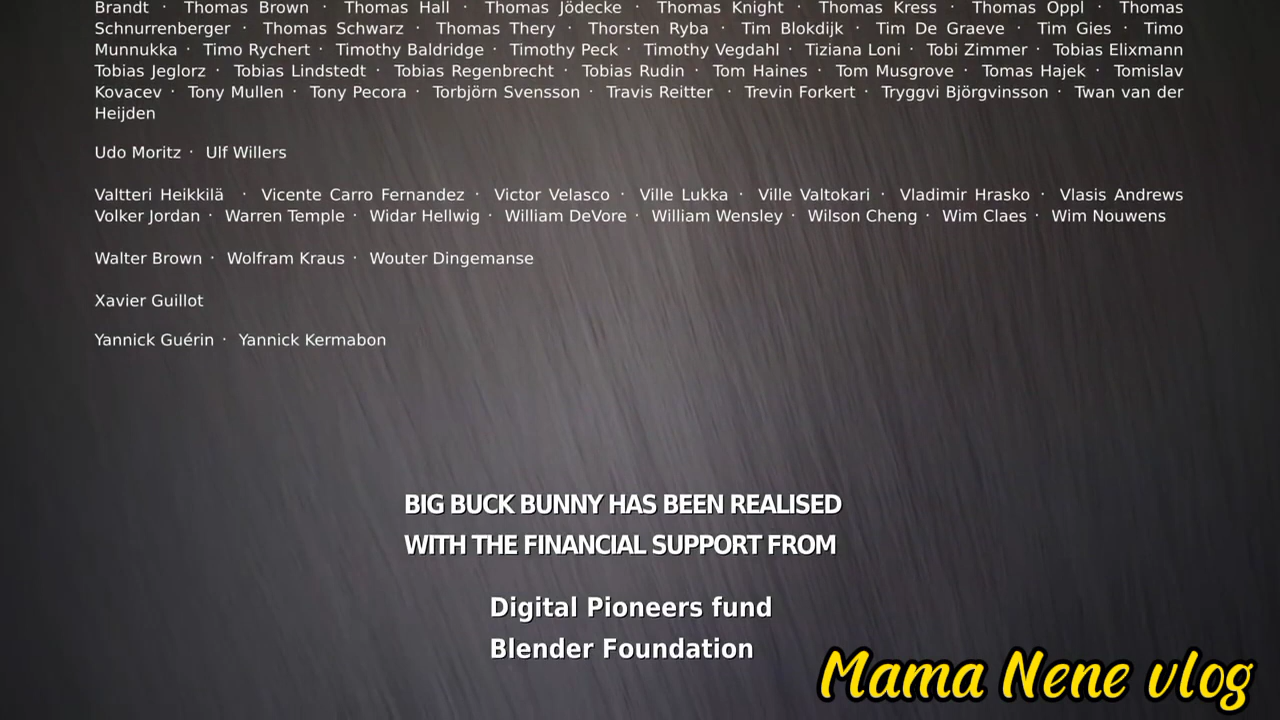 Brandt · Thomas Brown · Thomas Hall · Thomas Jödecke · Thomas Knight · Thomas Kress · Thomas Oppl · Thomas
Schnurrenberger · Thomas Schwarz · Thomas Thery · Thorsten Ryba · Tim Blokdijk · Tim De Graeve · Tim Gies · Timo
Munnukka · Timo Rychert · Timothy Baldridge · Timothy Peck · Timothy Vegdahl · Tiziana Loni · Tobi Zimmer · Tobias Elixmann
Tobias Jeglorz · Tobias Lindstedt · Tobias Regenbrecht · Tobias Rudin · Tom Haines · Tom Musgrove · Tomas Hajek · Tomislav
Kovacev · Tony Mullen · Tony Pecora · Torbjörn Svensson · Travis Reitter · Trevin Forkert · Tryggvi Björgvinsson · Twan van der
Heijden
Udo Moritz · Ulf Willers
Valtteri Heikkilä · Vicente Carro Fernandez · Victor Velasco · Ville Lukka · Ville Valtokari · Vladimir Hrasko · Vlasis Andrews
Volker Jordan · Warren Temple · Widar Hellwig · William DeVore · William Wensley · Wilson Cheng · Wim Claes · Wim Nouwens
Walter Brown · Wolfram Kraus · Wouter Dingemanse
Xavier Guillot
Yannick Guérin · Yannick Kermabon
BIG BUCK BUNNY HAS BEEN REALISED
WITH THE FINANCIAL SUPPORT FROM
Digital Pioneers fund
Blender Foundation
Mama Nene vlog